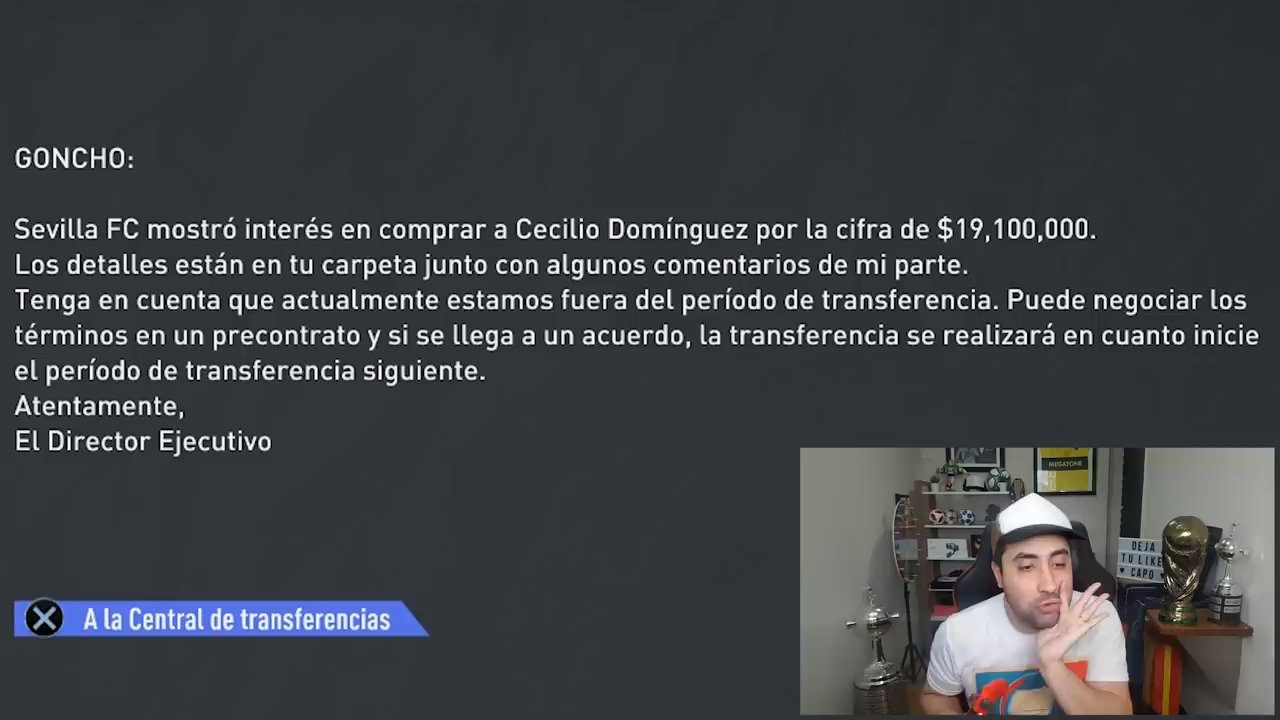 GONCHO:
Sevilla FC mostró interés en comprar a Cecilio Domínguez por la cifra de $19,100,000.
Los detalles están en tu carpeta junto con algunos comentarios de mi parte.
Tenga en cuenta que actualmente estamos fuera del período de transferencia. Puede negociar los
términos en un precontrato y si se llega a un acuerdo, la transferencia se realizará en cuanto inicie
el período de transferencia siguiente.
Atentamente,
El Director Ejecutivo
A la Central de transferencias
MEGATONE
DEJA
TU LIKE
♥ CAPO ♥